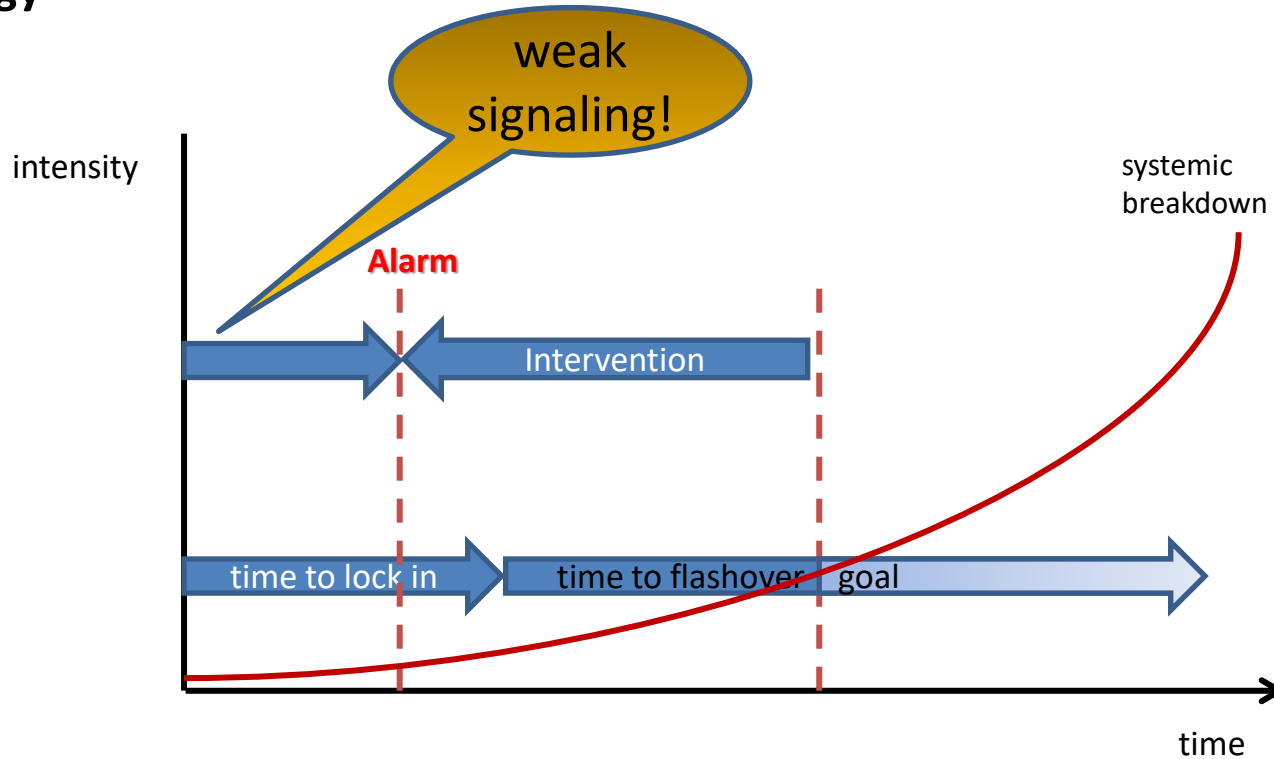 weak
signaling!
intensity
systemic
breakdown
Alarm
Intervention
time to lock in
time to flashover
goal
time